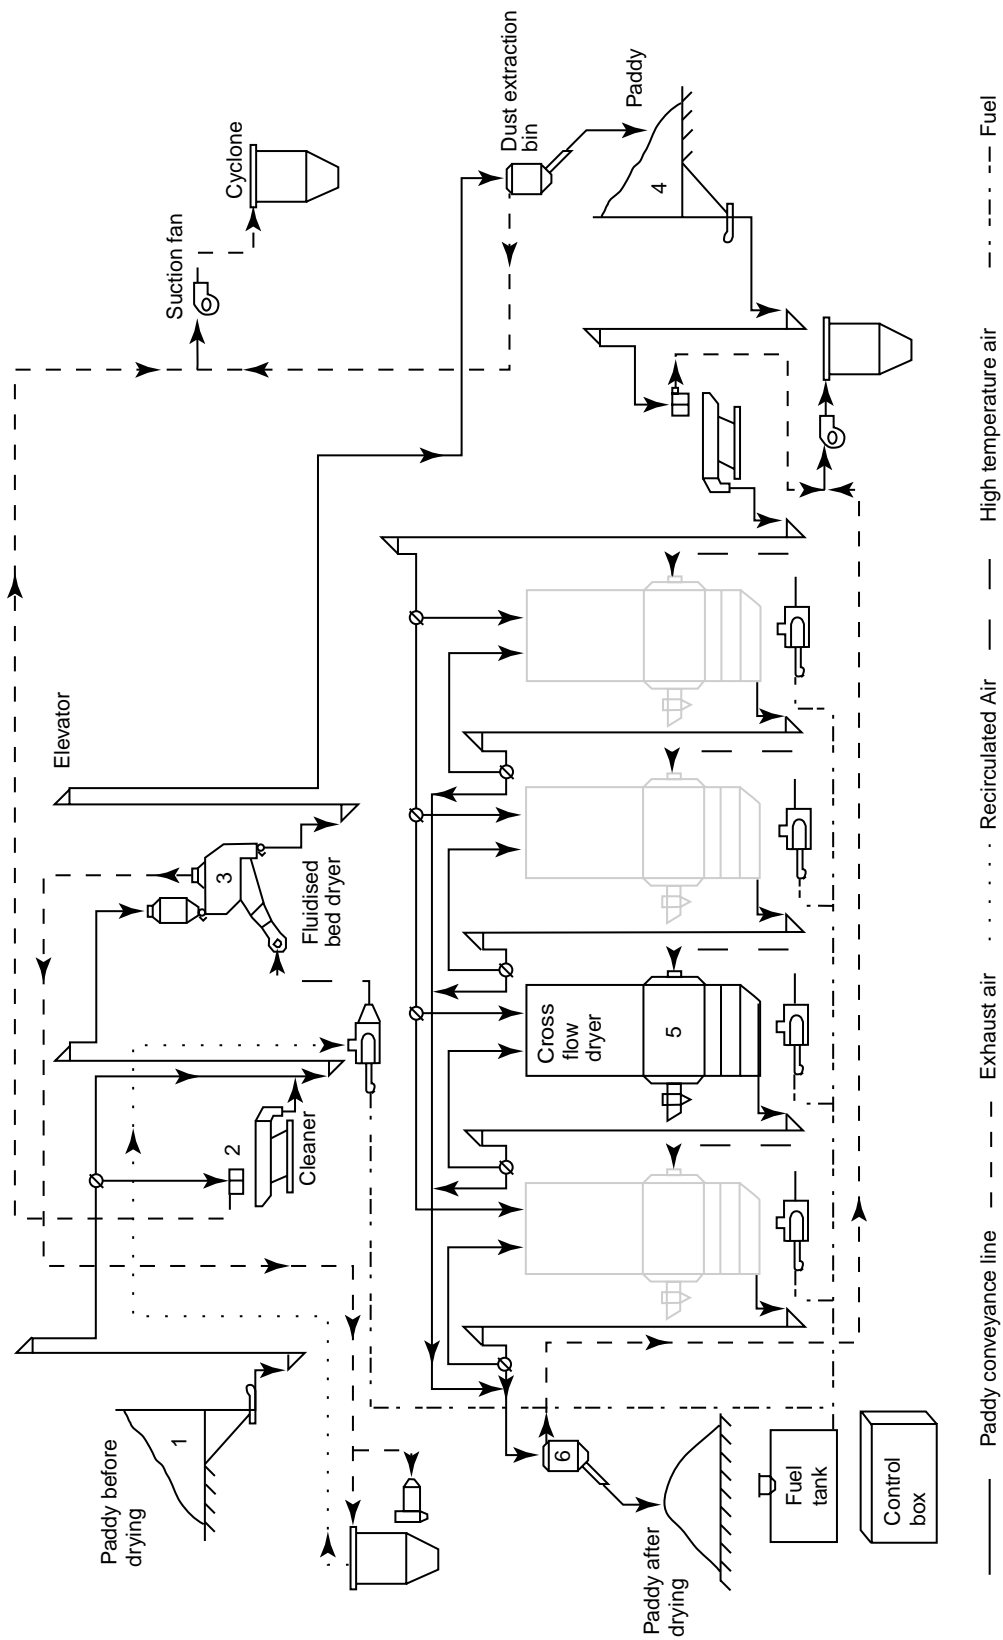 Paddy before
drying
1
2
Cleaner
3
Fluidised
bed dryer
Elevator
Suction fan
Cyclone
Dust extraction
bin
Paddy
4
Cross
flow
dryer
5
6
Paddy after
drying
Fuel
tank
Control
box
Paddy conveyance line
Exhaust air
Recirculated Air
High temperature air
Fuel